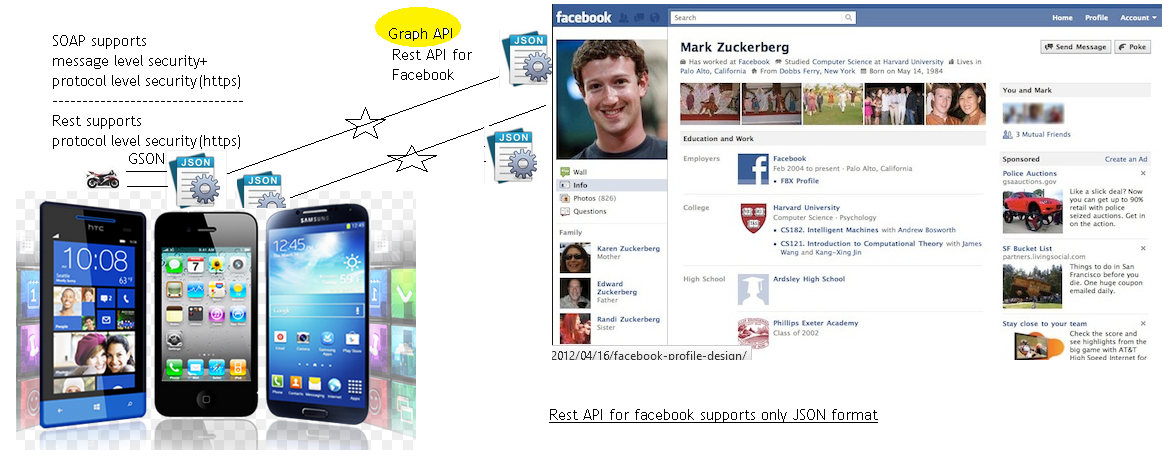 SOAP supports
message level security+
protocol level security(https)
--------------------------------
Rest supports
protocol level security(https)
GSON
JSON
JSON
Graph API
Rest API for
Facebook
JSON
JSON
hTC
10:08
SAMSUNG
12:45
59°
facebook
Search
Home Profile Account
Mark Zuckerberg
Send Message Poke
Has worked at Facebook Studied Computer Science at Harvard University Lives in
Palo Alto, California From Dobbs Ferry, New York Born on May 14, 1984
Wall
Info
Photos (826)
Questions
Family
Karen Zuckerberg
Mother
Edward
Zuckerberg
Father
Randi Zuckerberg
Sister
Education and Work
Employers
Facebook
Feb 2004 to present · Palo Alto, California
• FBX Profile
College
Harvard University
Computer Science · Psychology
• CS182. Intelligent Machines with Andrew Bosworth
• CS121. Introduction to Computational Theory with James
Wang and Kang-Xing Jin
High School
Ardsley High School
Phillips Exeter Academy
Class of 2002
You and Mark
3 Mutual Friends
Sponsored Create an Ad
Police Auctions
gsaauctions.gov
Like a slick deal? Now
you can get up to 90%
retail with police
seized auctions. Get in
on the action.
SF Bucket List
partners.livingsocial.com
Things to do in San
Francisco before you
die. One huge coupon
emailed daily.
Stay close to your team
Check the score and
see highlights from the
big game with AT&T
High Speed Internet for
2012/04/16/facebook-profile-design/
Rest API for facebook supports only JSON format